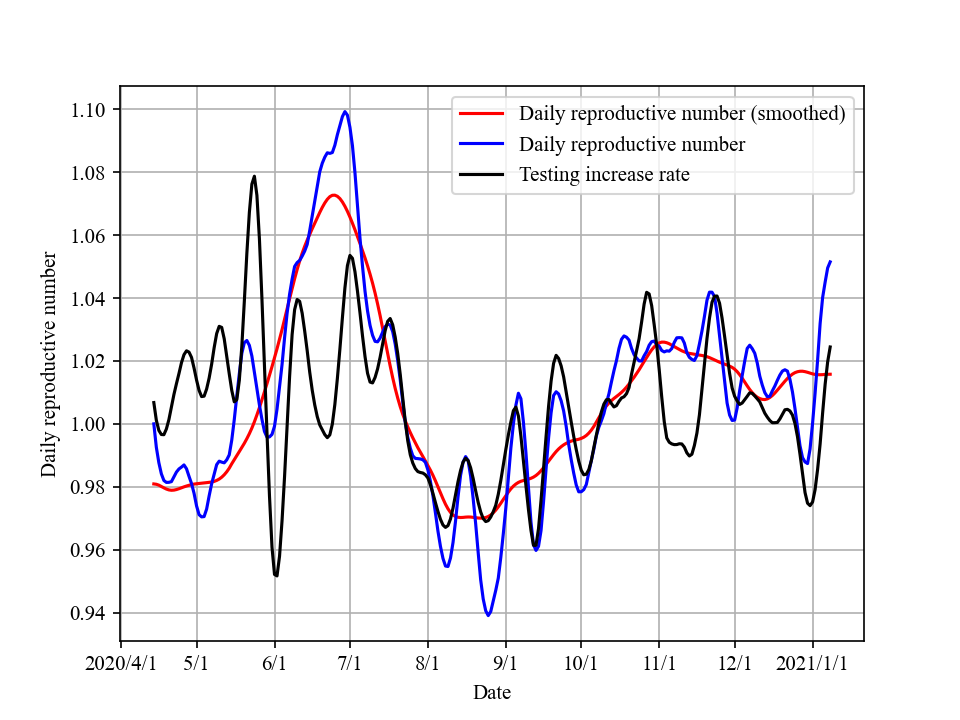 Daily reproductive number (smoothed)
Daily reproductive number
Testing increase rate
Daily reproductive number
1.10
1.08
1.06
1.04
1.02
1.00
0.98
0.96
0.94
2020/4/1 5/1 6/1 7/1 8/1 9/1 10/1 11/1 12/1 2021/1/1
Date